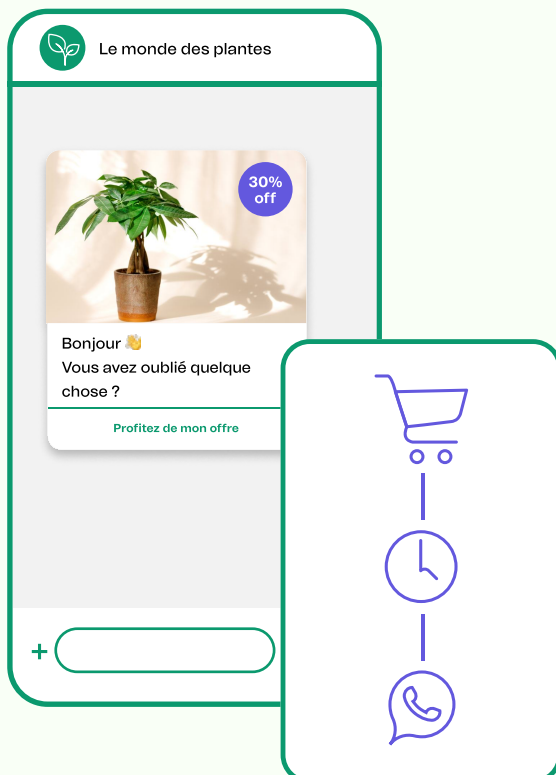 Le monde des plantes
30%
off
Bonjour 👋
Vous avez oublié quelque
chose ?
Profitez de mon offre
+